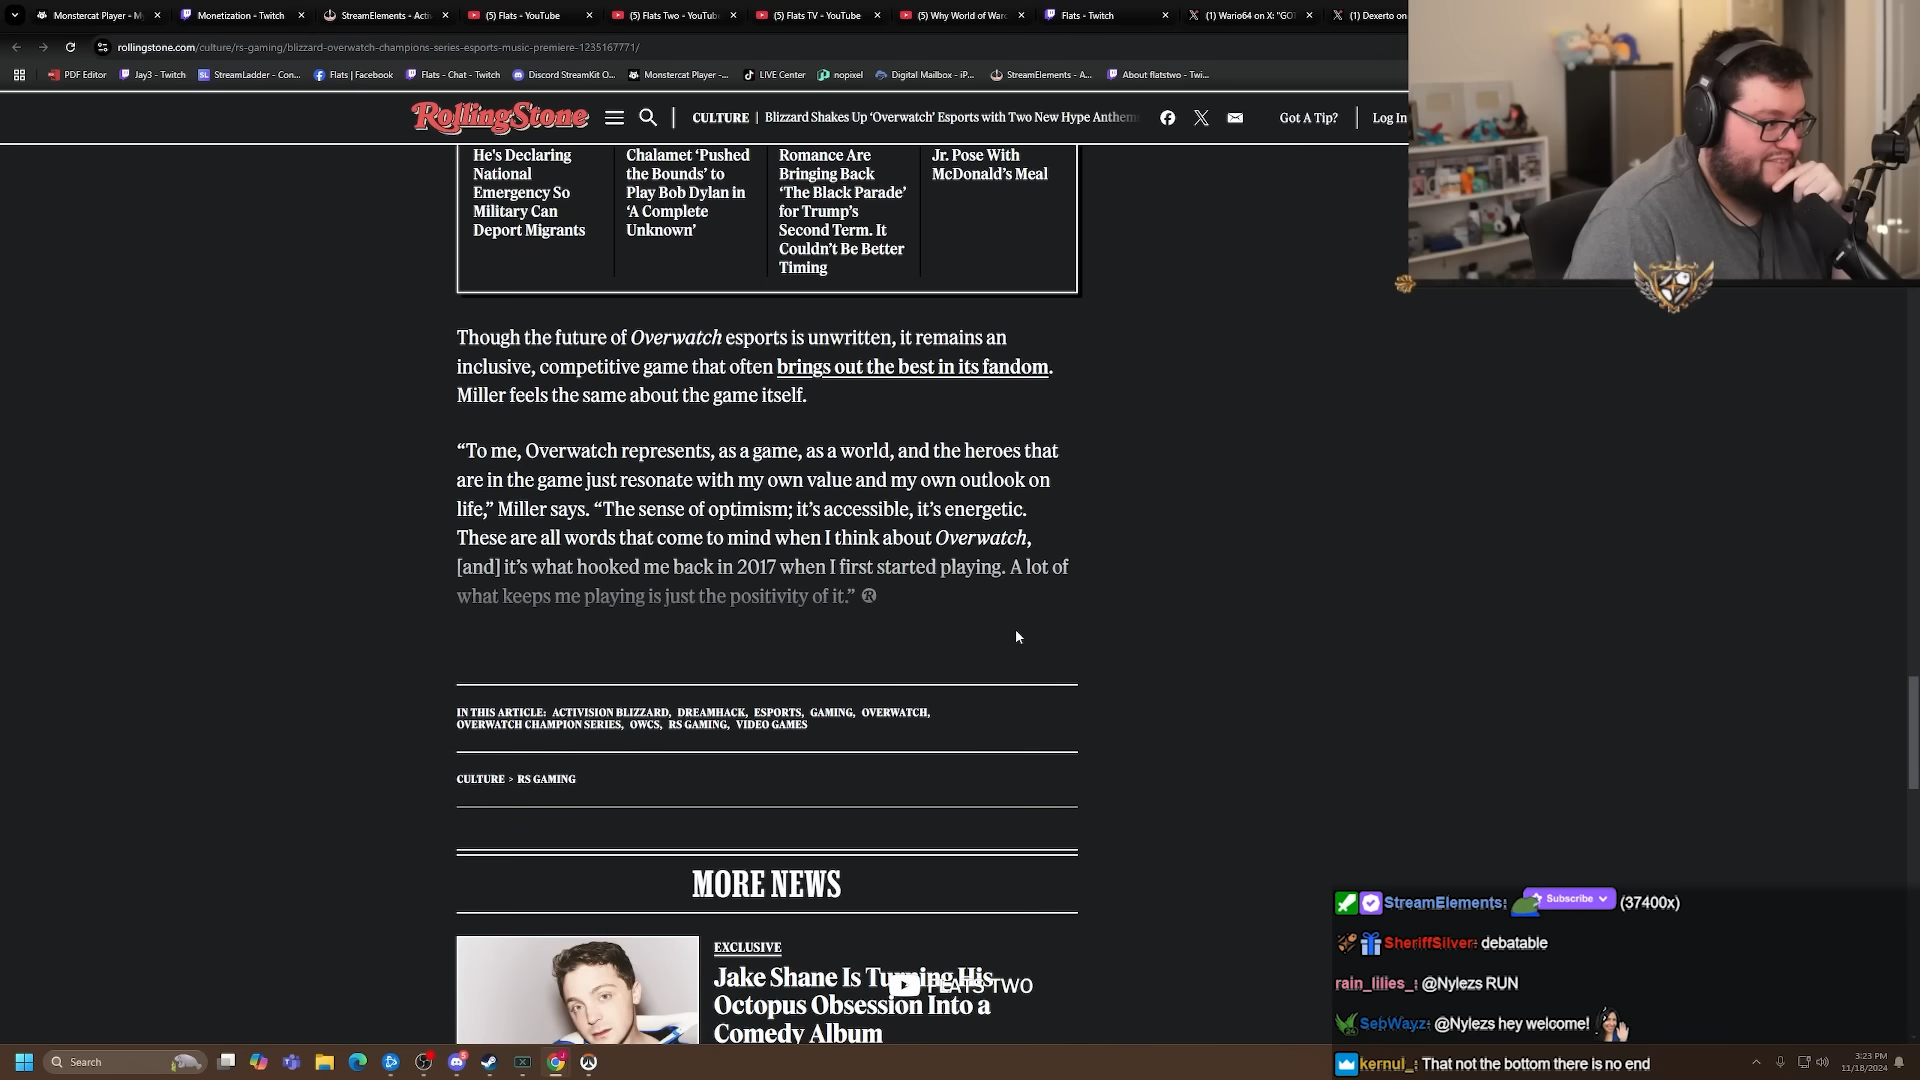 Monstercat Player - My
Monetization - Twitch
StreamElements - Activ
(5) Flats - YouTube
(5) Flats Two - YouTube
(5) Flats TV - YouTube
(5) Why World of Warc
Flats - Twitch
(1) Wario64 on X: "GOT
(1) Dexerto on
rollingstone.com/culture/rs-gaming/blizzard-overwatch-champions-series-esports-music-premiere-1235167771/
PDF Editor
Jay3 - Twitch
StreamLadder - Con...
Flats | Facebook
Flats - Chat - Twitch
Discord StreamKit O...
Monstercat Player -...
LIVE Center
nopixel
Digital Mailbox - iP...
StreamElements - A...
About flatstwo - Twi...
RollingStone
CULTURE | Blizzard Shakes Up ‘Overwatch’ Esports with Two New Hype Anthem
Got A Tip?
Log In
He's Declaring
National
Emergency So
Military Can
Deport Migrants
Chalamet ‘Pushed
the Bounds’ to
Play Bob Dylan in
‘A Complete
Unknown’
Romance Are
Bringing Back
‘The Black Parade’
for Trump’s
Second Term. It
Couldn’t Be Better
Timing
Jr. Pose With
McDonald’s Meal
Though the future of Overwatch esports is unwritten, it remains an
inclusive, competitive game that often brings out the best in its fandom.
Miller feels the same about the game itself.
“To me, Overwatch represents, as a game, as a world, and the heroes that
are in the game just resonate with my own value and my own outlook on
life,” Miller says. “The sense of optimism; it’s accessible, it’s energetic.
These are all words that come to mind when I think about Overwatch,
[and] it’s what hooked me back in 2017 when I first started playing. A lot of
what keeps me playing is just the positivity of it.” R
IN THIS ARTICLE: ACTIVISION BLIZZARD, DREAMHACK, ESPORTS, GAMING, OVERWATCH,
OVERWATCH CHAMPION SERIES, OWCS, RS GAMING, VIDEO GAMES
CULTURE > RS GAMING
MORE NEWS
EXCLUSIVE
Jake Shane Is Turning His
Octopus Obsession Into a
Comedy Album
FLATS TWO
StreamElements: Subscribe (37400x)
SheriffSilver: debatable
rain_lilies_: @Nylezs RUN
SebWayz: @Nylezs hey welcome!
kernul_: That not the bottom there is no end
Search
3:23 PM
11/18/2024